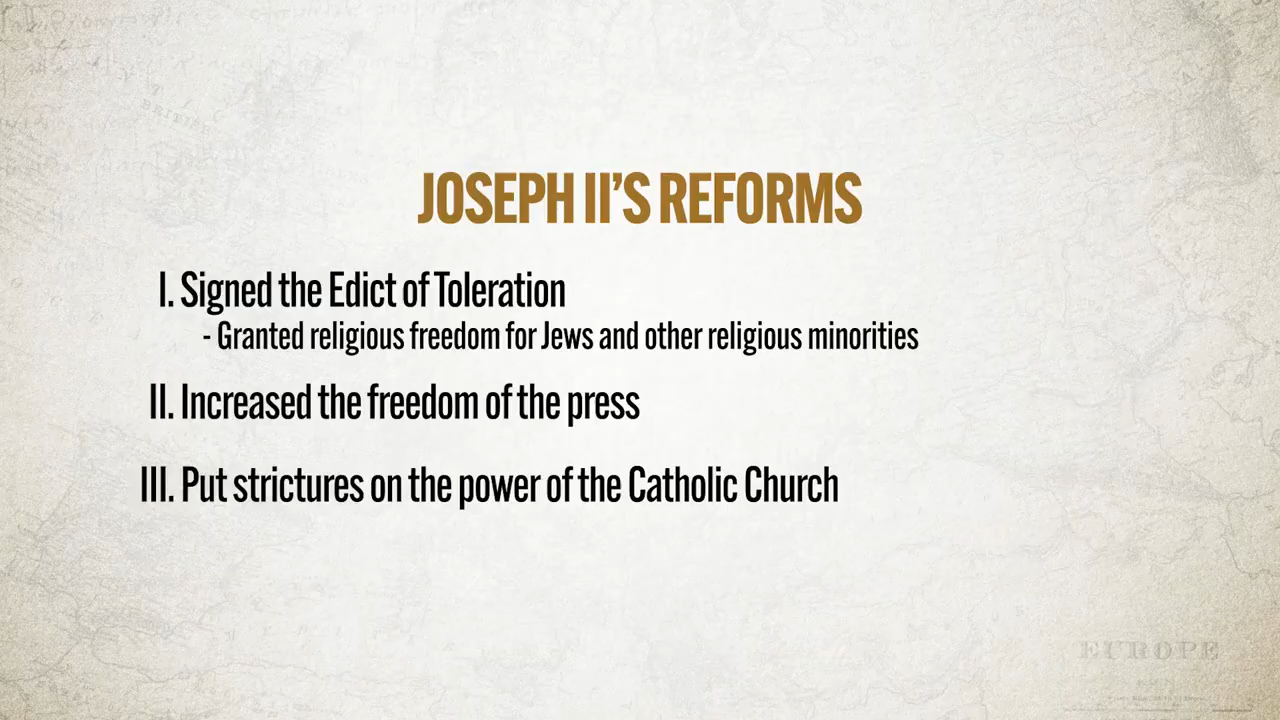 JOSEPH II'S REFORMS
I. Signed the Edict of Toleration
- Granted religious freedom for Jews and other religious minorities
II. Increased the freedom of the press
III. Put strictures on the power of the Catholic Church
EUROPE